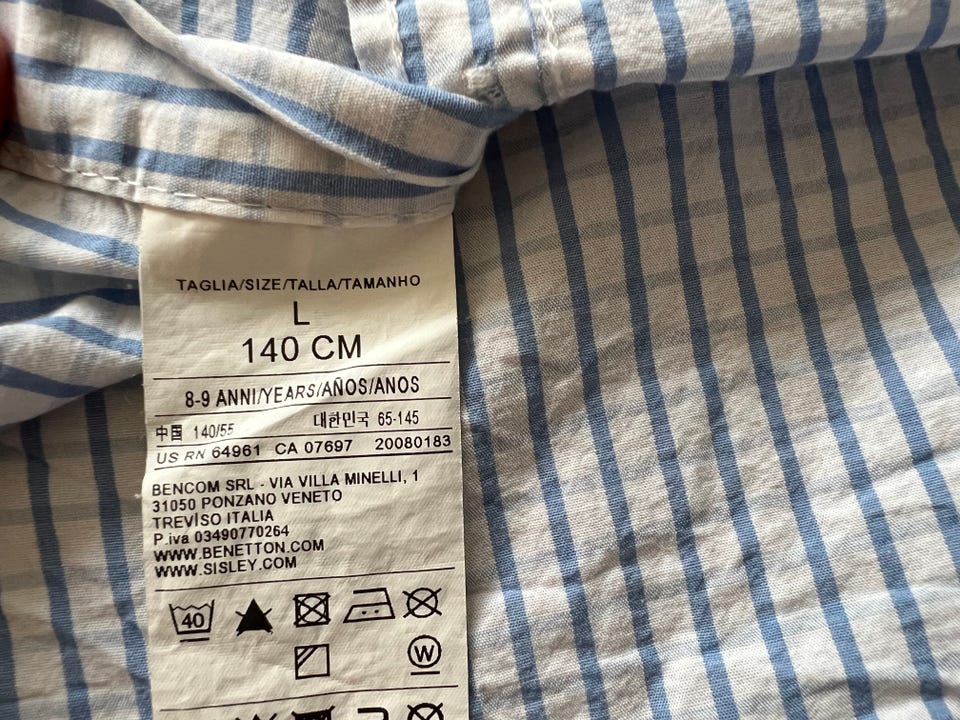 TAGLIA/SIZE/TALLA/TAMANHO
L
140 CM
8-9 ANNI/YEARS/AÑOS/ANOS
中国 140/55 대한민국 65-145
US RN 64961 CA 07697 20080183
BENCOM SRL - VIA VILLA MINELLI, 1
31050 PONZANO VENETO
TREVISO ITALIA
P.iva 03490770264
WWW.BENETTON.COM
WWW.SISLEY.COM
40
W